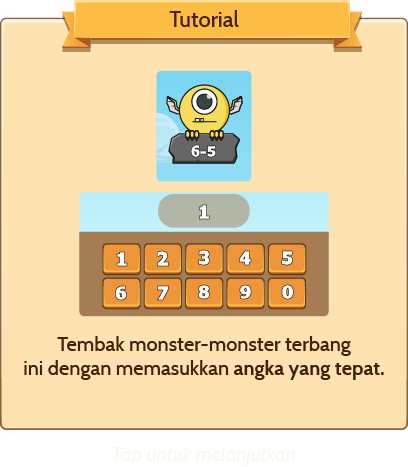 Tutorial
6-5
1
1 2 3 4 5
6 7 8 9 0
Tembak monster-monster terbang
ini dengan memasukkan angka yang tepat.
Tap untuk melanjutkan